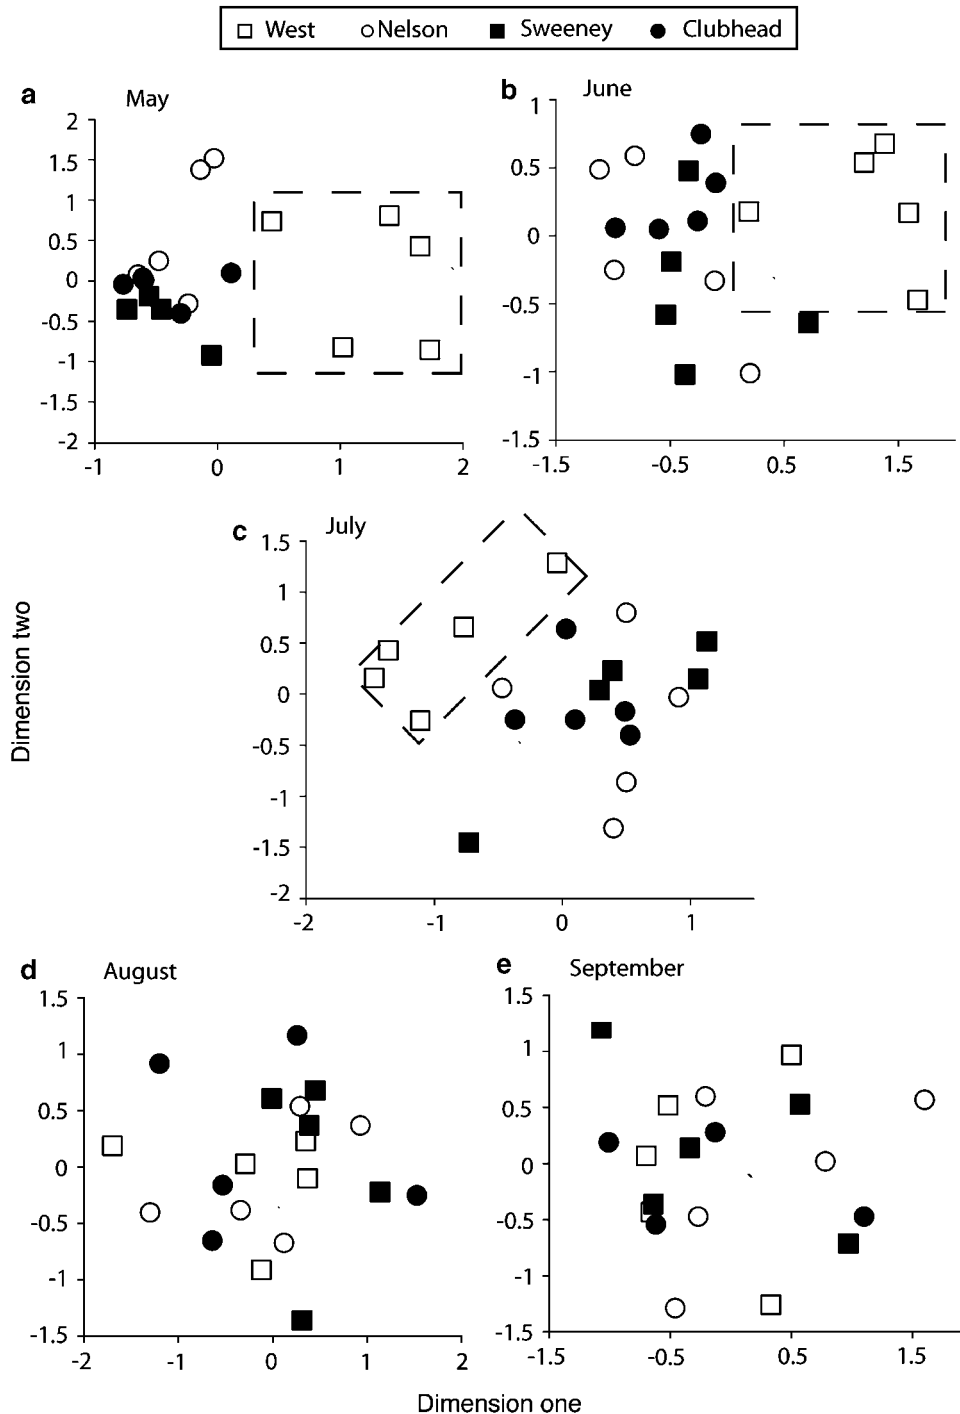 West Nelson Sweeney Clubhead
a May
2
1.5
1
0.5
0
-0.5
-1
-1.5
-2
-1 0 1 2
b June
1
0.5
0
-0.5
-1
-1.5
-1.5 -0.5 0.5 1.5
c July
1.5
1
0.5
0
-0.5
-1
-1.5
-2
-2 -1 0 1
Dimension two
d August
1.5
1
0.5
0
-0.5
-1
-1.5
-2 -1 0 1 2
e September
1.5
1
0.5
0
-0.5
-1
-1.5
-1.5 -0.5 0.5 1.5
Dimension one